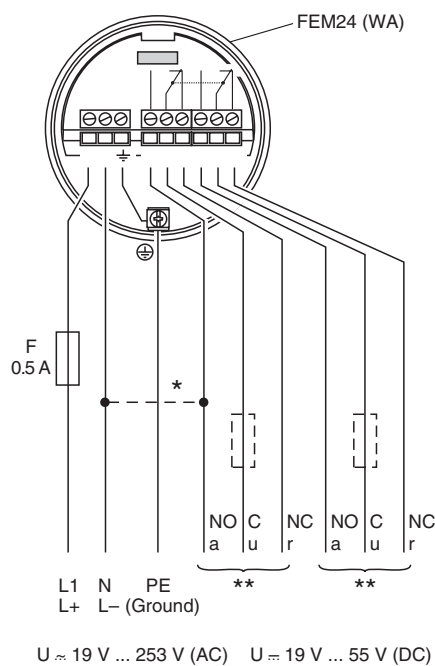 FEM24 (WA)
F
0.5 A
*
NO C NC NO C NC
a u r a u r
L1 N PE ** **
L+ L– (Ground)
U ≂ 19 V ... 253 V (AC) U ⎓ 19 V ... 55 V (DC)